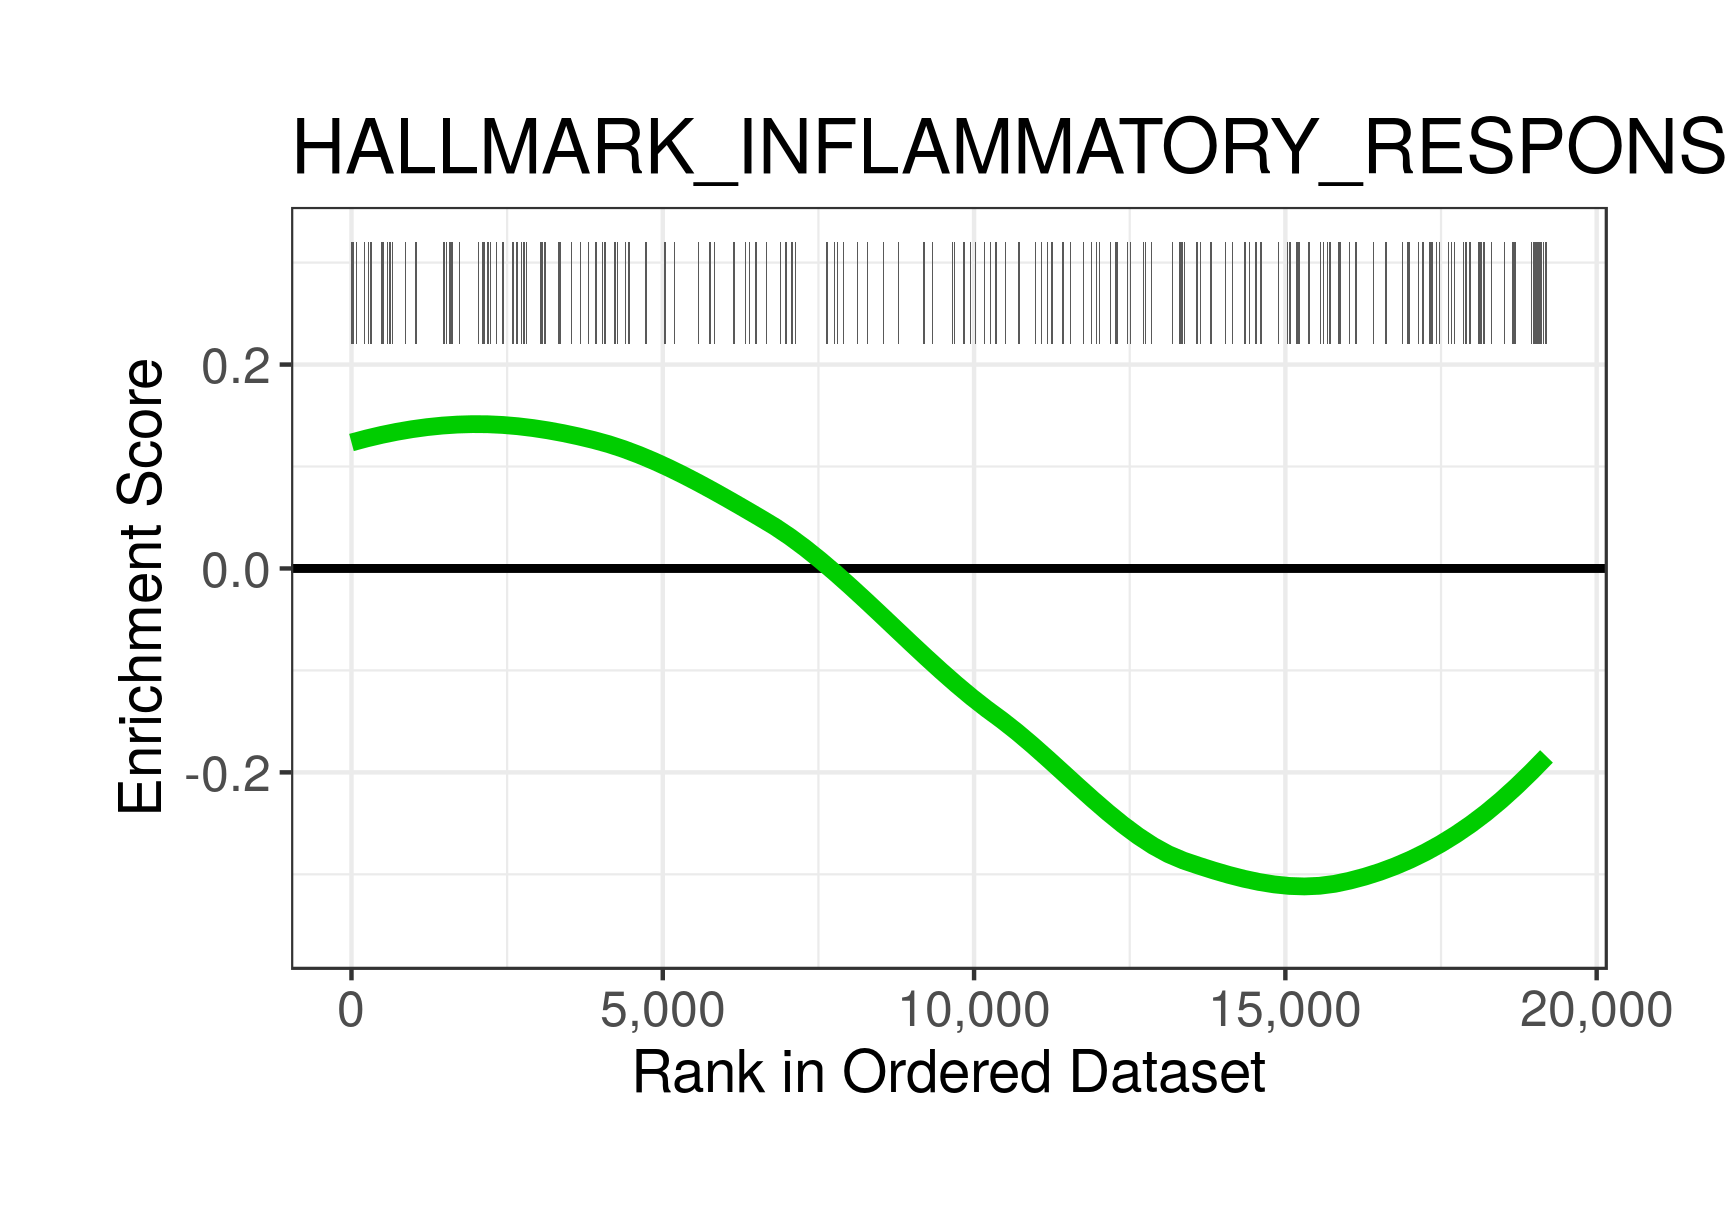 HALLMARK_INFLAMMATORY_RESPONS
Enrichment Score
0.2
0.0
-0.2
0 5,000 10,000 15,000 20,000
Rank in Ordered Dataset